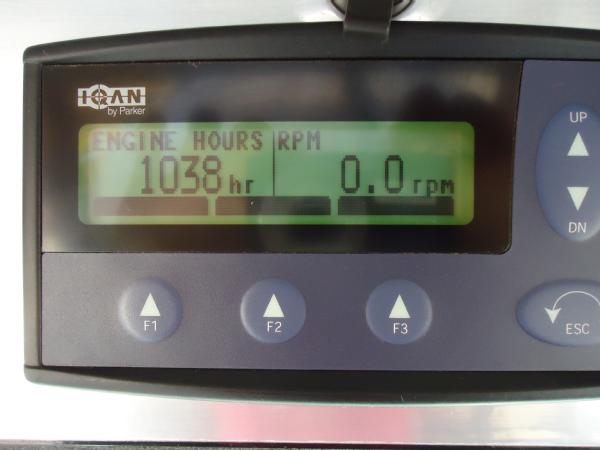 IQAN
by Parker
ENGINE HOURS RPM
1038 hr 0.0 rpm
UP
DN
F1 F2 F3
ESC